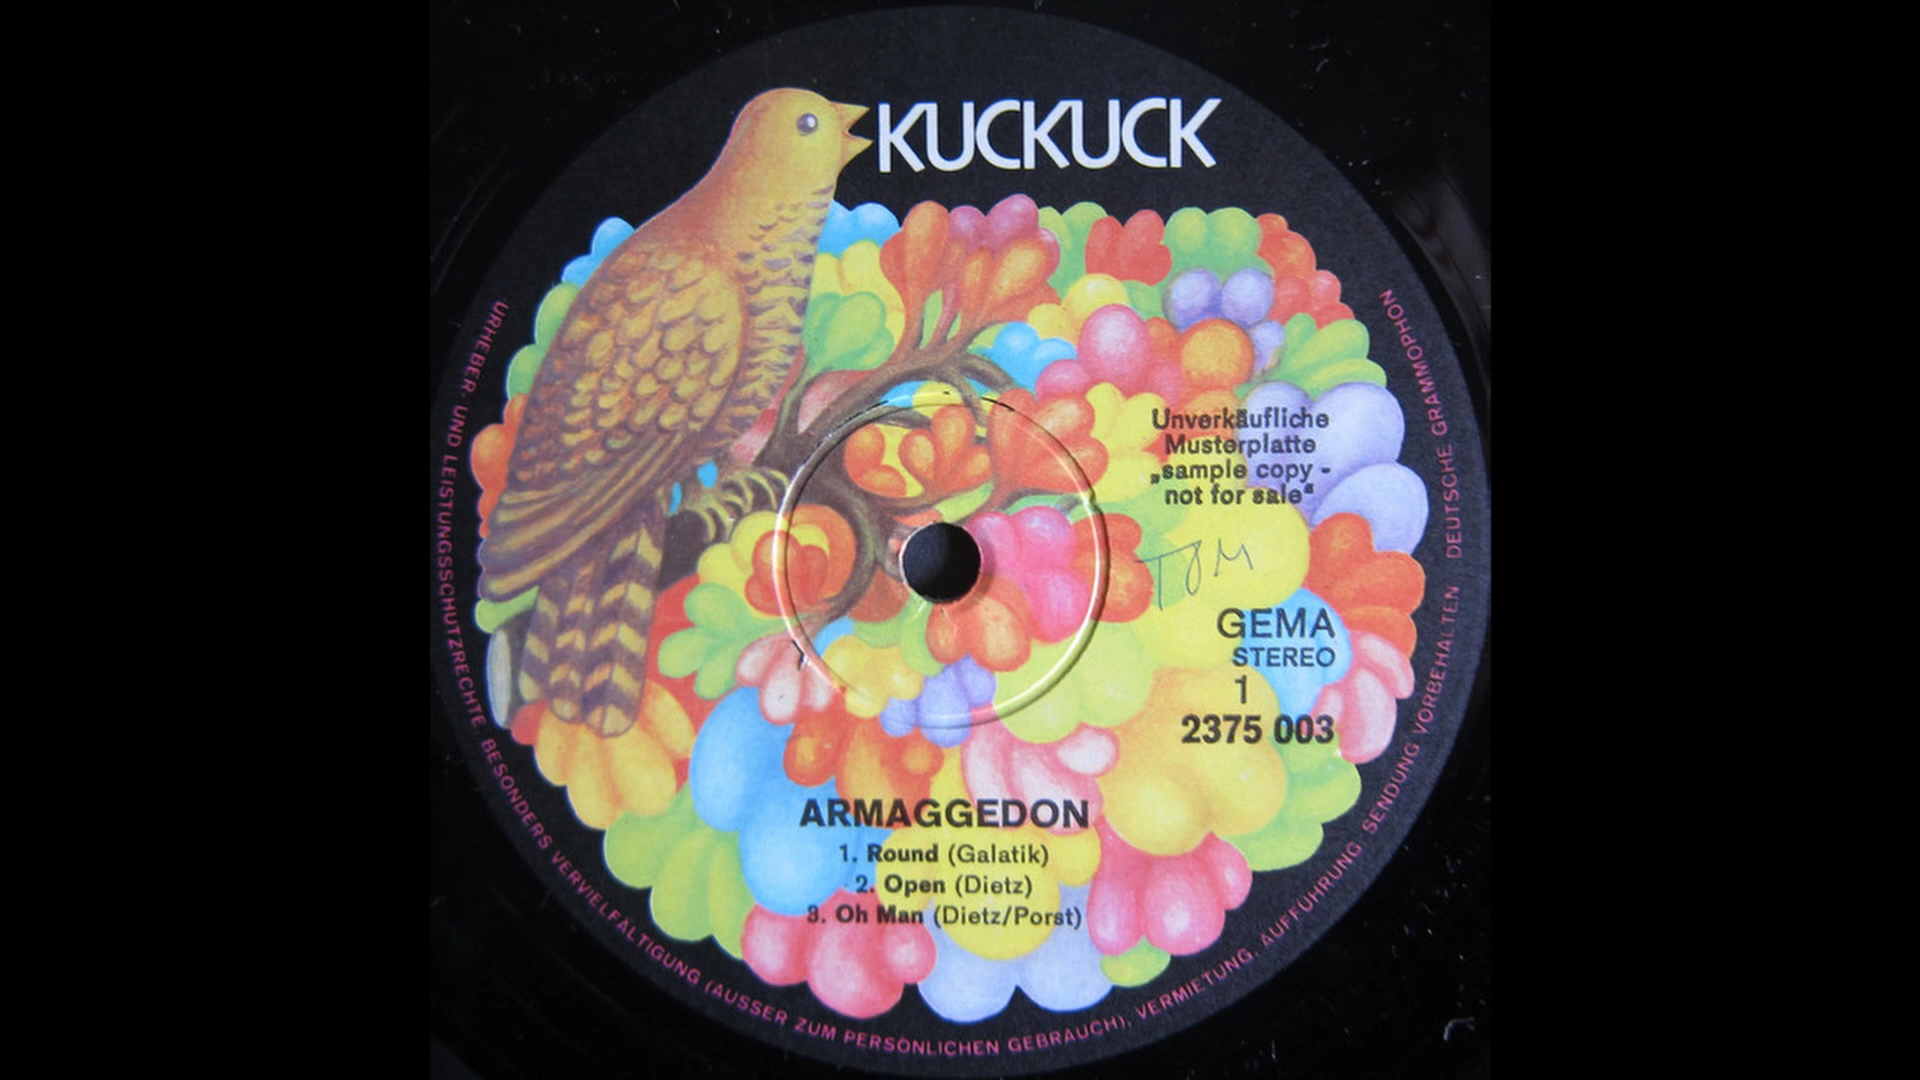 KUCKUCK
Unverkäufliche
Musterplatte
„sample copy -
not for sale“
TOM
GEMA
STEREO
1
2375 003
ARMAGGEDON
1. Round (Galatik)
2. Open (Dietz)
3. Oh Man (Dietz/Porst)
URHEBER- UND LEISTUNGSSCHUTZRECHTE, BESONDERS VERVIELFÄLTIGUNG (AUSSER ZUM PERSÖNLICHEN GEBRAUCH), VERMIETUNG, AUFFÜHRUNG SENDUNG VORBEHALTEN DEUTSCHE GRAMMOPHON